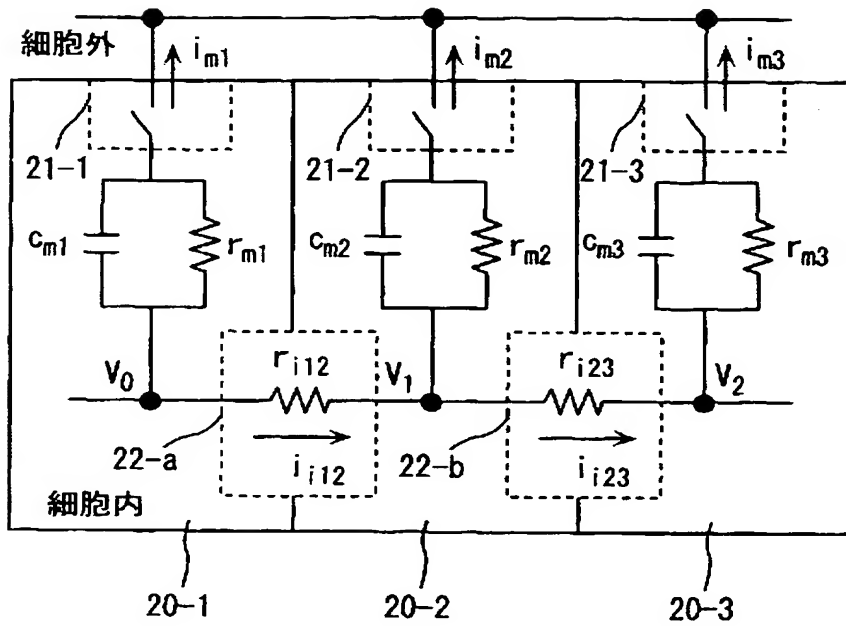 細胞外
i_m1
i_m2
i_m3
21-1
21-2
21-3
c_m1
r_m1
c_m2
r_m2
c_m3
r_m3
V_0
r_i12
V_1
r_i23
V_2
22-a
i_i12
22-b
i_i23
細胞内
20-1
20-2
20-3